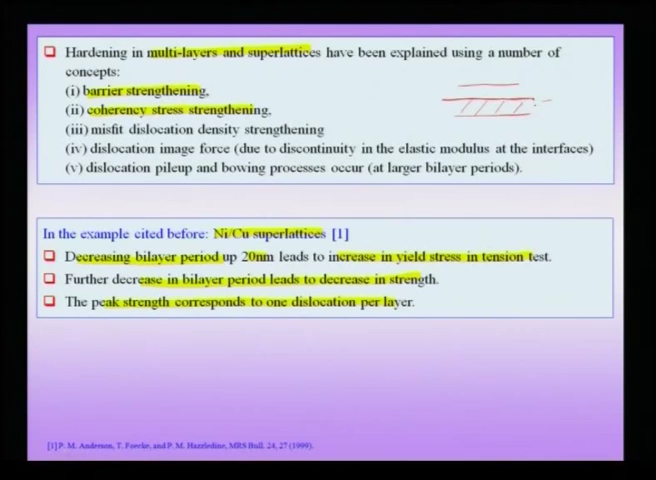 Hardening in multi-layers and superlattices have been explained using a number of
concepts:
(i) barrier strengthening,
(ii) coherency stress strengthening,
(iii) misfit dislocation density strengthening
(iv) dislocation image force (due to discontinuity in the elastic modulus at the interfaces)
(v) dislocation pileup and bowing processes occur (at larger bilayer periods).
In the example cited before: Ni/Cu superlattices [1]
Decreasing bilayer period up 20nm leads to increase in yield stress in tension test.
Further decrease in bilayer period leads to decrease in strength.
The peak strength corresponds to one dislocation per layer.
[1] P. M. Anderson, T. Foecke, and P. M. Hazzledine, MRS Bull. 24, 27 (1999).